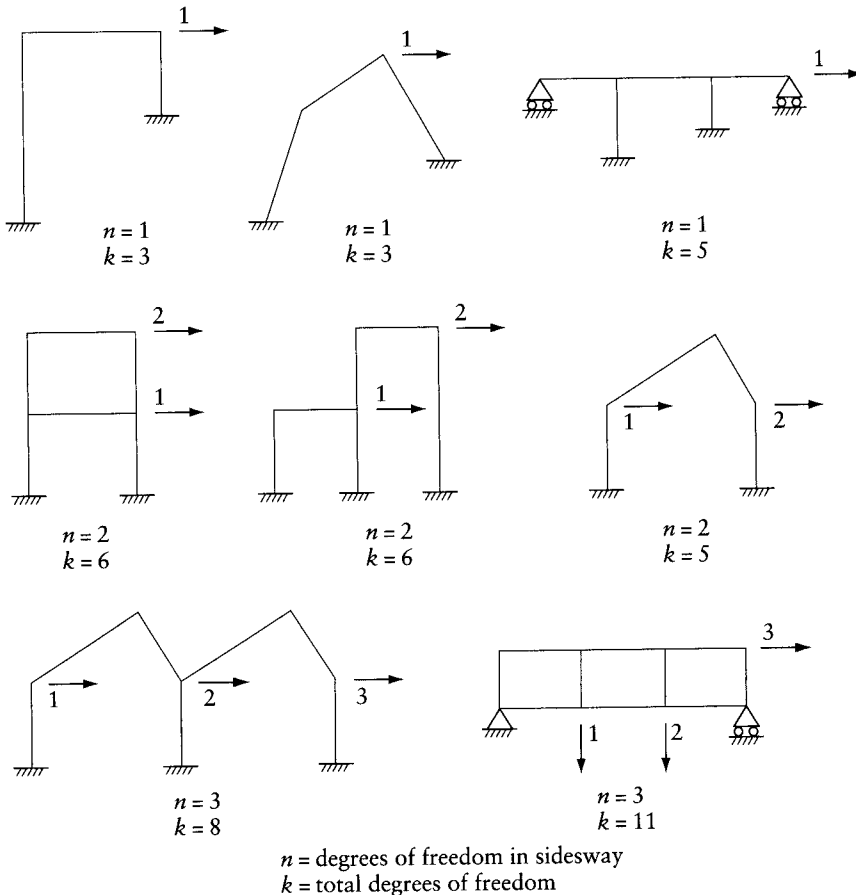 1
n = 1
k = 3
1
n = 1
k = 3
1
n = 1
k = 5
2
1
n = 2
k = 6
2
1
n = 2
k = 6
1
2
n = 2
k = 5
1
2
3
n = 3
k = 8
3
1
2
n = 3
k = 11
n = degrees of freedom in sidesway
k = total degrees of freedom